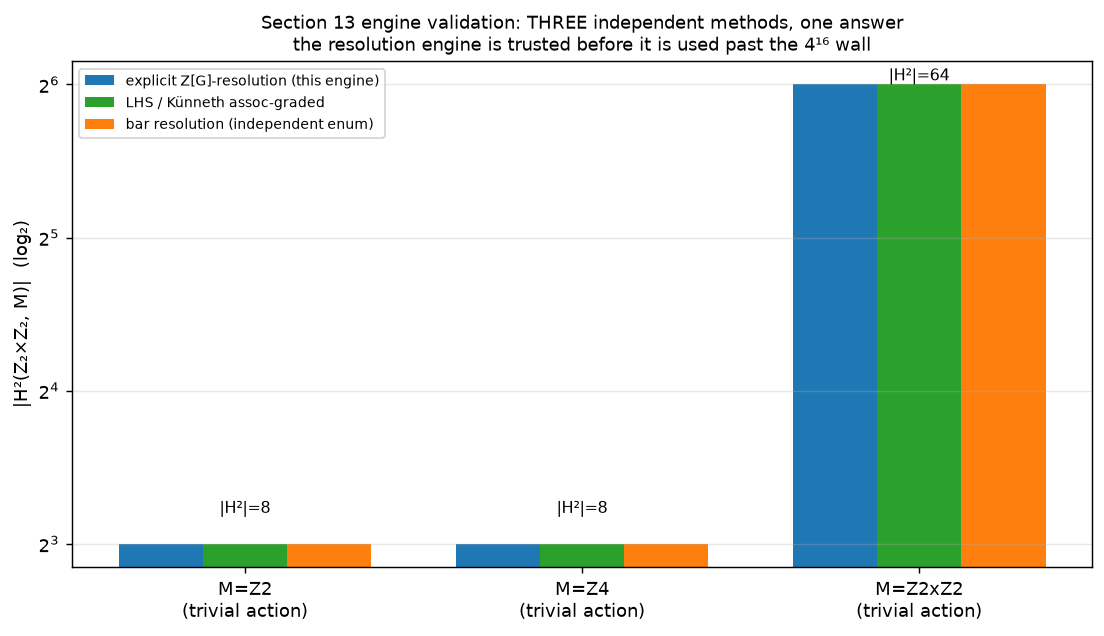 Section 13 engine validation: THREE independent methods, one answer
the resolution engine is trusted before it is used past the 4¹⁶ wall
explicit Z[G]-resolution (this engine)
LHS / Künneth assoc-graded
bar resolution (independent enum)
|H²(Z₂×Z₂, M)| (log₂)
2⁶
2⁵
2⁴
2³
|H²|=8
|H²|=8
|H²|=64
M=Z2
(trivial action)
M=Z4
(trivial action)
M=Z2xZ2
(trivial action)